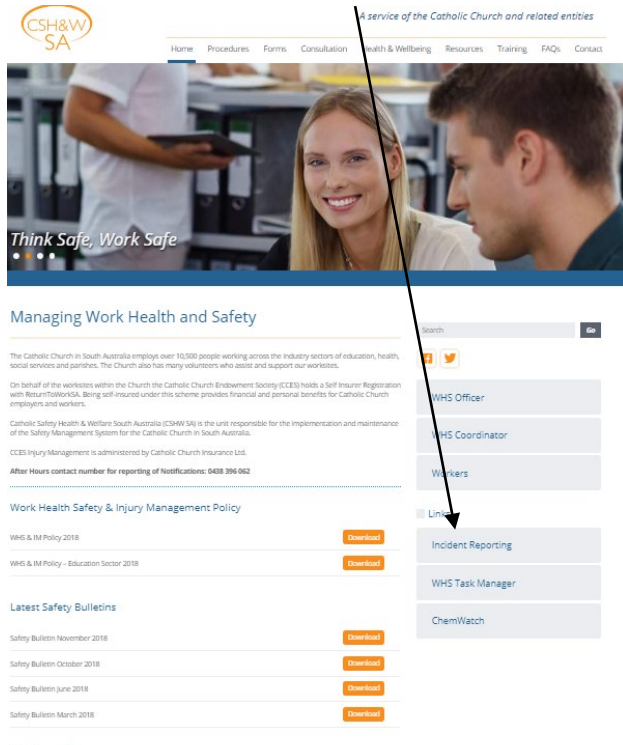 CSH&W
SA
A service of the Catholic Church and related entities
Home Procedures Forms Consultation Health & Wellbeing Resources Training FAQs Contact
Think Safe, Work Safe
Managing Work Health and Safety
The Catholic Church in South Australia employs over 10,500 people working across the industry sectors of education, health,
social services and parishes. The Church also has many volunteers who assist and support our worksites.
On behalf of the worksites within the Church the Catholic Church Endowment Society (CCES) holds a Self Insurer Registration
with ReturnToWorkSA. Being self-insured under this scheme provides financial and personal benefits for Catholic Church
employers and workers.
Catholic Safety Health & Welfare South Australia (CSHW SA) is the unit responsible for the implementation and maintenance
of the Safety Management System for the Catholic Church in South Australia.
CCES Injury Management is administered by Catholic Church Insurance Ltd.
After Hours contact number for reporting of Notifications: 0438 396 062
Work Health Safety & Injury Management Policy
WHS & IM Policy 2018 Download
WHS & IM Policy – Education Sector 2018 Download
Latest Safety Bulletins
Safety Bulletin November 2018 Download
Safety Bulletin October 2018 Download
Safety Bulletin June 2018 Download
Safety Bulletin March 2018 Download
Search Go
WHS Officer
WHS Coordinator
Workers
Links
Incident Reporting
WHS Task Manager
ChemWatch